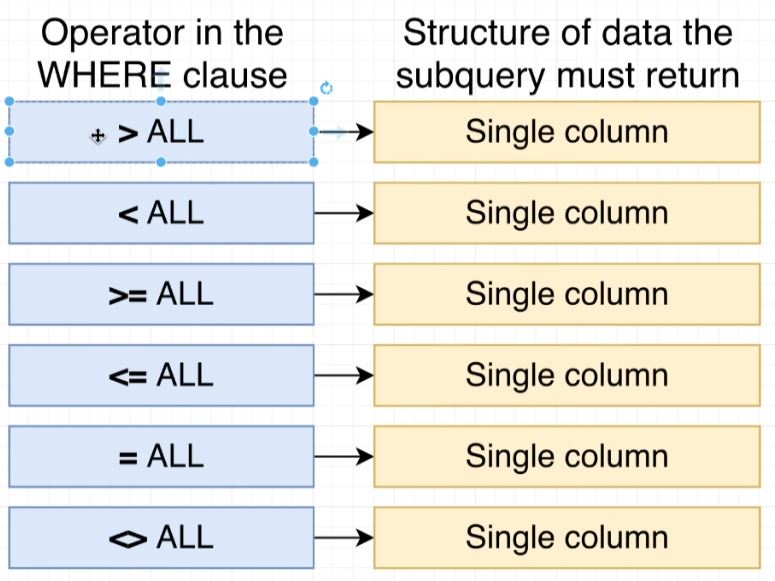 Operator in the
WHERE clause
Structure of data the
subquery must return
> ALL
Single column
< ALL
Single column
>= ALL
Single column
<= ALL
Single column
= ALL
Single column
<> ALL
Single column